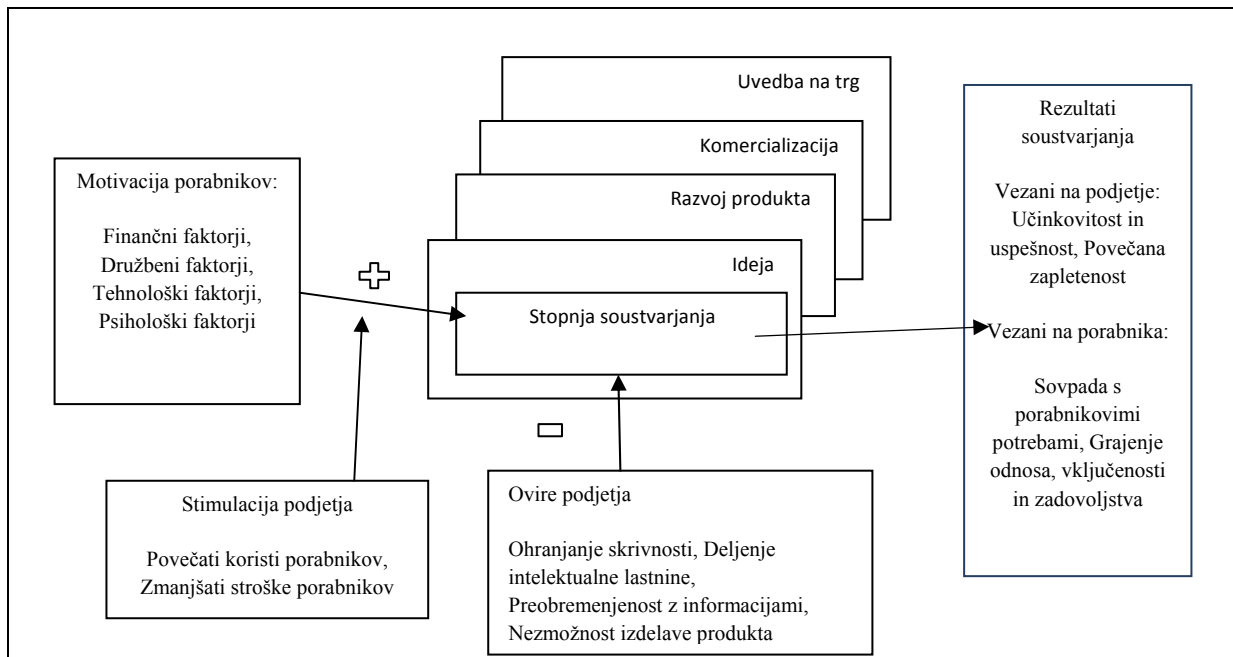 Motivacija porabnikov:
Finančni faktorji,
Družbeni faktorji,
Tehnološki faktorji,
Psihološki faktorji
Stimulacija podjetja
Povečati koristi porabnikov,
Zmanjšati stroške porabnikov
Uvedba na trg
Komercializacija
Razvoj produkta
Ideja
Stopnja soustvarjanja
Ovire podjetja
Ohranjanje skrivnosti, Deljenje
intelektualne lastnine,
Preobremenjenost z informacijami,
Nezmožnost izdelave produkta
Rezultati
soustvarjanja
Vezani na podjetje:
Učinkovitost in
uspešnost, Povečana
zapletenost
Vezani na porabnika:
Sovpada s
porabnikovimi
potrebami, Grajenje
odnosa, vključenosti
in zadovoljstva